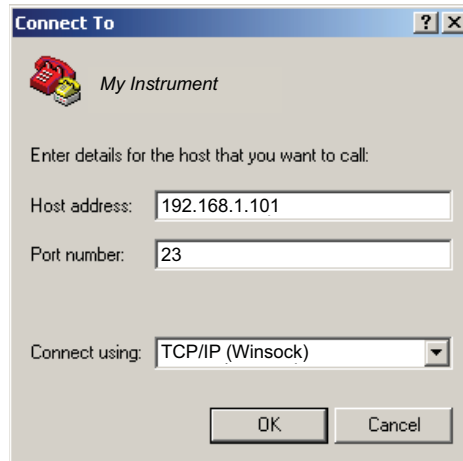 Connect To
My Instrument
Enter details for the host that you want to call:
Host address: 192.168.1.101
Port number: 23
Connect using: TCP/IP (Winsock)
OK Cancel